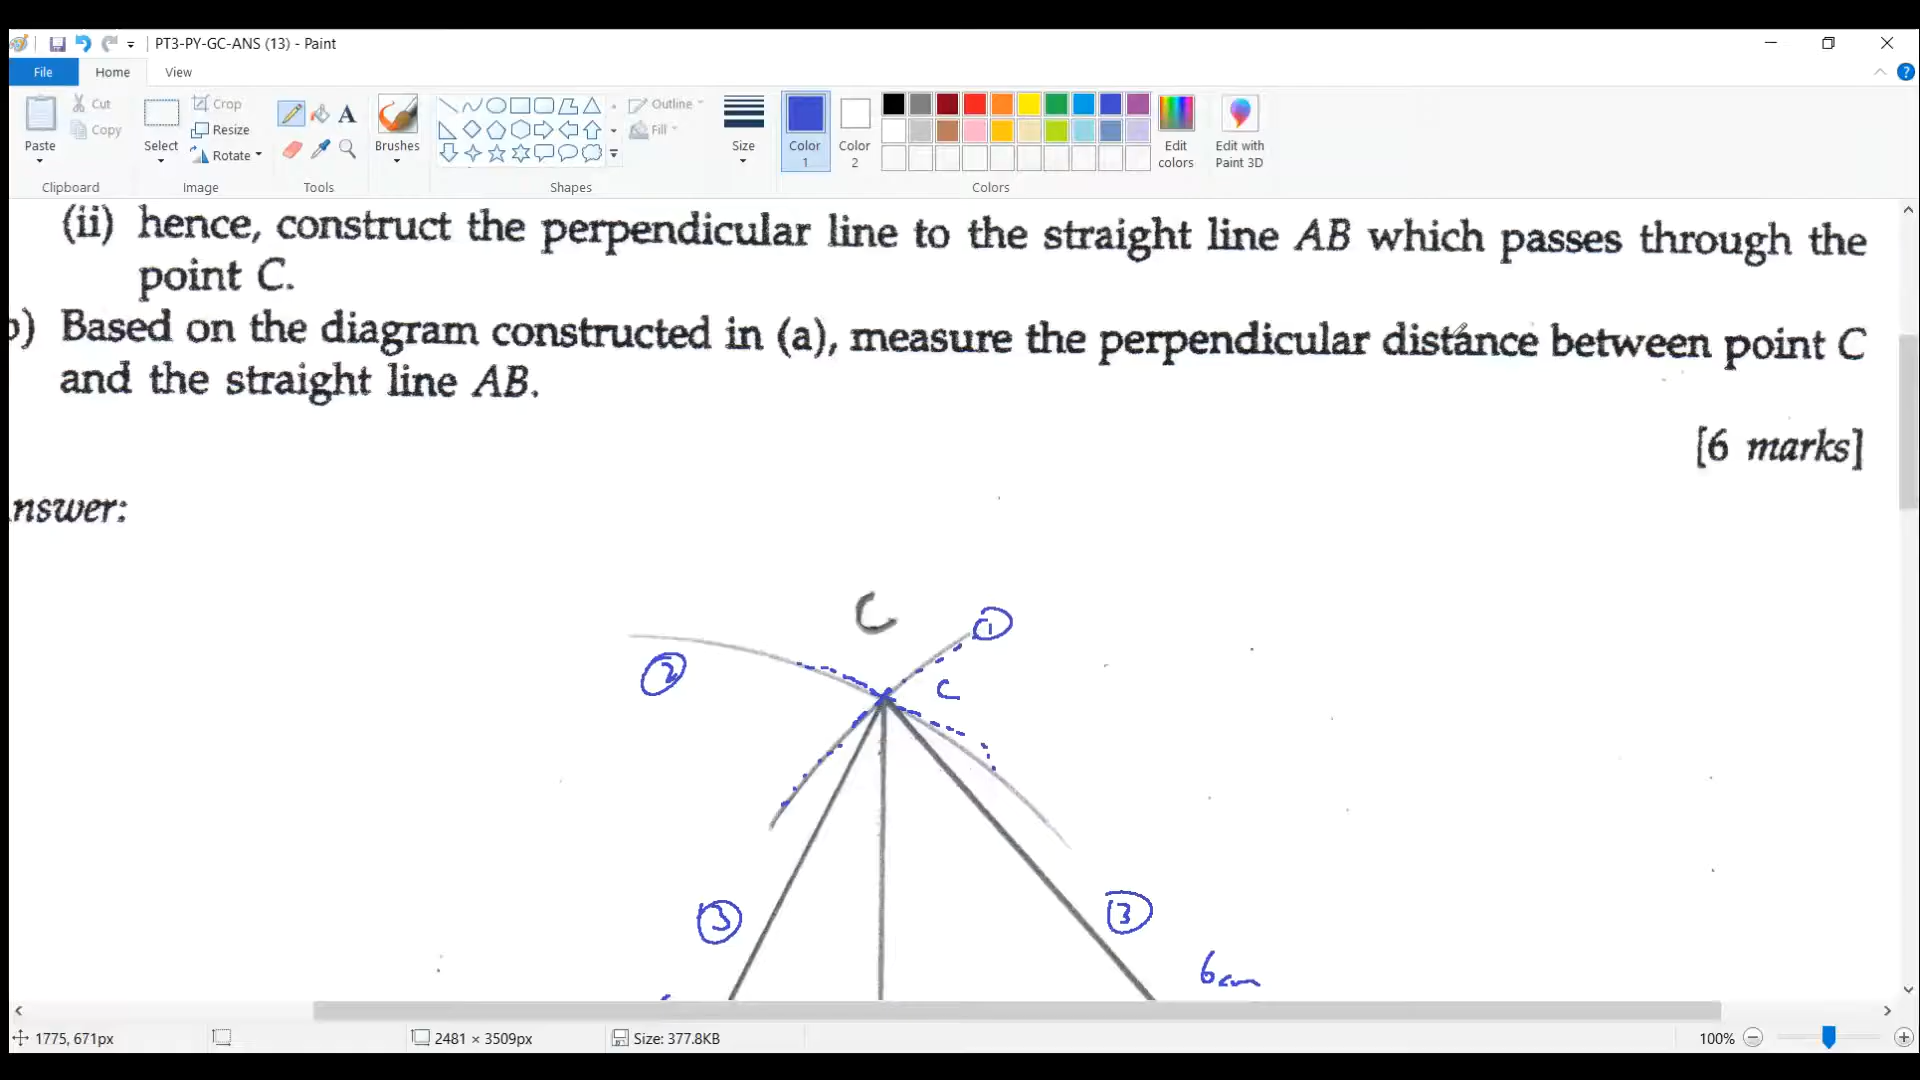 PT3-PY-GC-ANS (13) - Paint
File Home View
Paste
Cut
Copy
Clipboard
Select
Crop
Resize
Rotate
Image
A
Tools
Brushes
Outline
Fill
Shapes
Size
Color 1
Color 2
Edit colors
Edit with Paint 3D
Colors
(ii) hence, construct the perpendicular line to the straight line AB which passes through the
point C.
) Based on the diagram constructed in (a), measure the perpendicular distance between point C
and the straight line AB.
[6 marks]
nswer:
C
1
2
C
3
3
6cm
1775, 671px
2481 × 3509px
Size: 377.8KB
100%